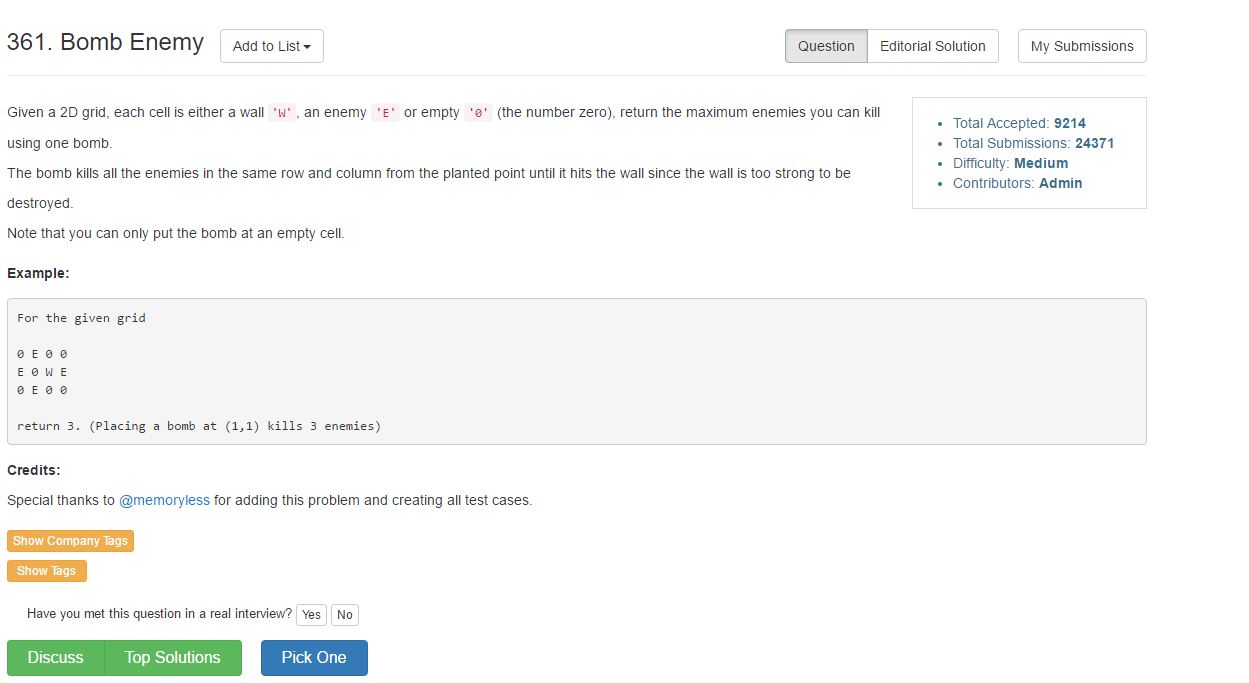 361. Bomb Enemy
Add to List
Question
Editorial Solution
My Submissions
Given a 2D grid, each cell is either a wall 'W', an enemy 'E' or empty '0' (the number zero), return the maximum enemies you can kill
using one bomb.
The bomb kills all the enemies in the same row and column from the planted point until it hits the wall since the wall is too strong to be
destroyed.
Note that you can only put the bomb at an empty cell.
Total Accepted: 9214
Total Submissions: 24371
Difficulty: Medium
Contributors: Admin
Example:
For the given grid
0 E 0 0
E 0 W E
0 E 0 0
return 3. (Placing a bomb at (1,1) kills 3 enemies)
Credits:
Special thanks to @memoryless for adding this problem and creating all test cases.
Show Company Tags
Show Tags
Have you met this question in a real interview? Yes No
Discuss
Top Solutions
Pick One